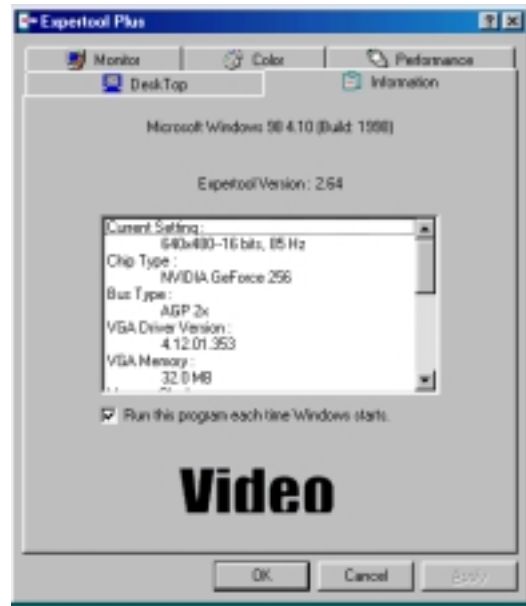 Expertool Plus
Monitor
Color
Performance
DeskTop
Information
Microsoft Windows 98 4.10 (Build: 1998)
Expertool Version : 2.64
Current Setting :
640x480--16 bits, 85 Hz
Chip Type :
NVIDIA GeForce 256
Bus Type :
AGP 2x
VGA Driver Version :
4.12.01.353
VGA Memory :
32.0 MB
Run this program each time Windows starts.
Video
OK
Cancel
Apply